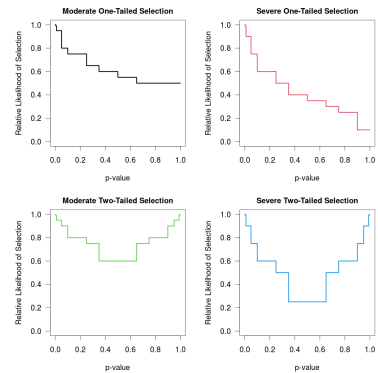 Moderate One-Tailed Selection
Relative Likelihood of Selection
1.0
0.8
0.6
0.4
0.2
0.0
0.0 0.2 0.4 0.6 0.8 1.0
p-value
Severe One-Tailed Selection
Relative Likelihood of Selection
1.0
0.8
0.6
0.4
0.2
0.0
0.0 0.2 0.4 0.6 0.8 1.0
p-value
Moderate Two-Tailed Selection
Relative Likelihood of Selection
1.0
0.8
0.6
0.4
0.2
0.0
0.0 0.2 0.4 0.6 0.8 1.0
p-value
Severe Two-Tailed Selection
Relative Likelihood of Selection
1.0
0.8
0.6
0.4
0.2
0.0
0.0 0.2 0.4 0.6 0.8 1.0
p-value